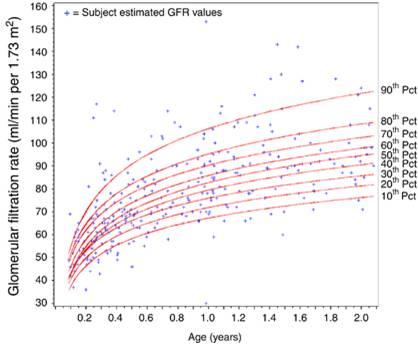 160
150
140
130
120
110
100
90
80
70
60
50
40
30
Glomerular filtration rate (ml/min per 1.73 m²)
+ = Subject estimated GFR values
90th Pct
80th Pct
70th Pct
60th Pct
50th Pct
40th Pct
30th Pct
20th Pct
10th Pct
0.2 0.4 0.6 0.8 1.0 1.2 1.4 1.6 1.8 2.0
Age (years)